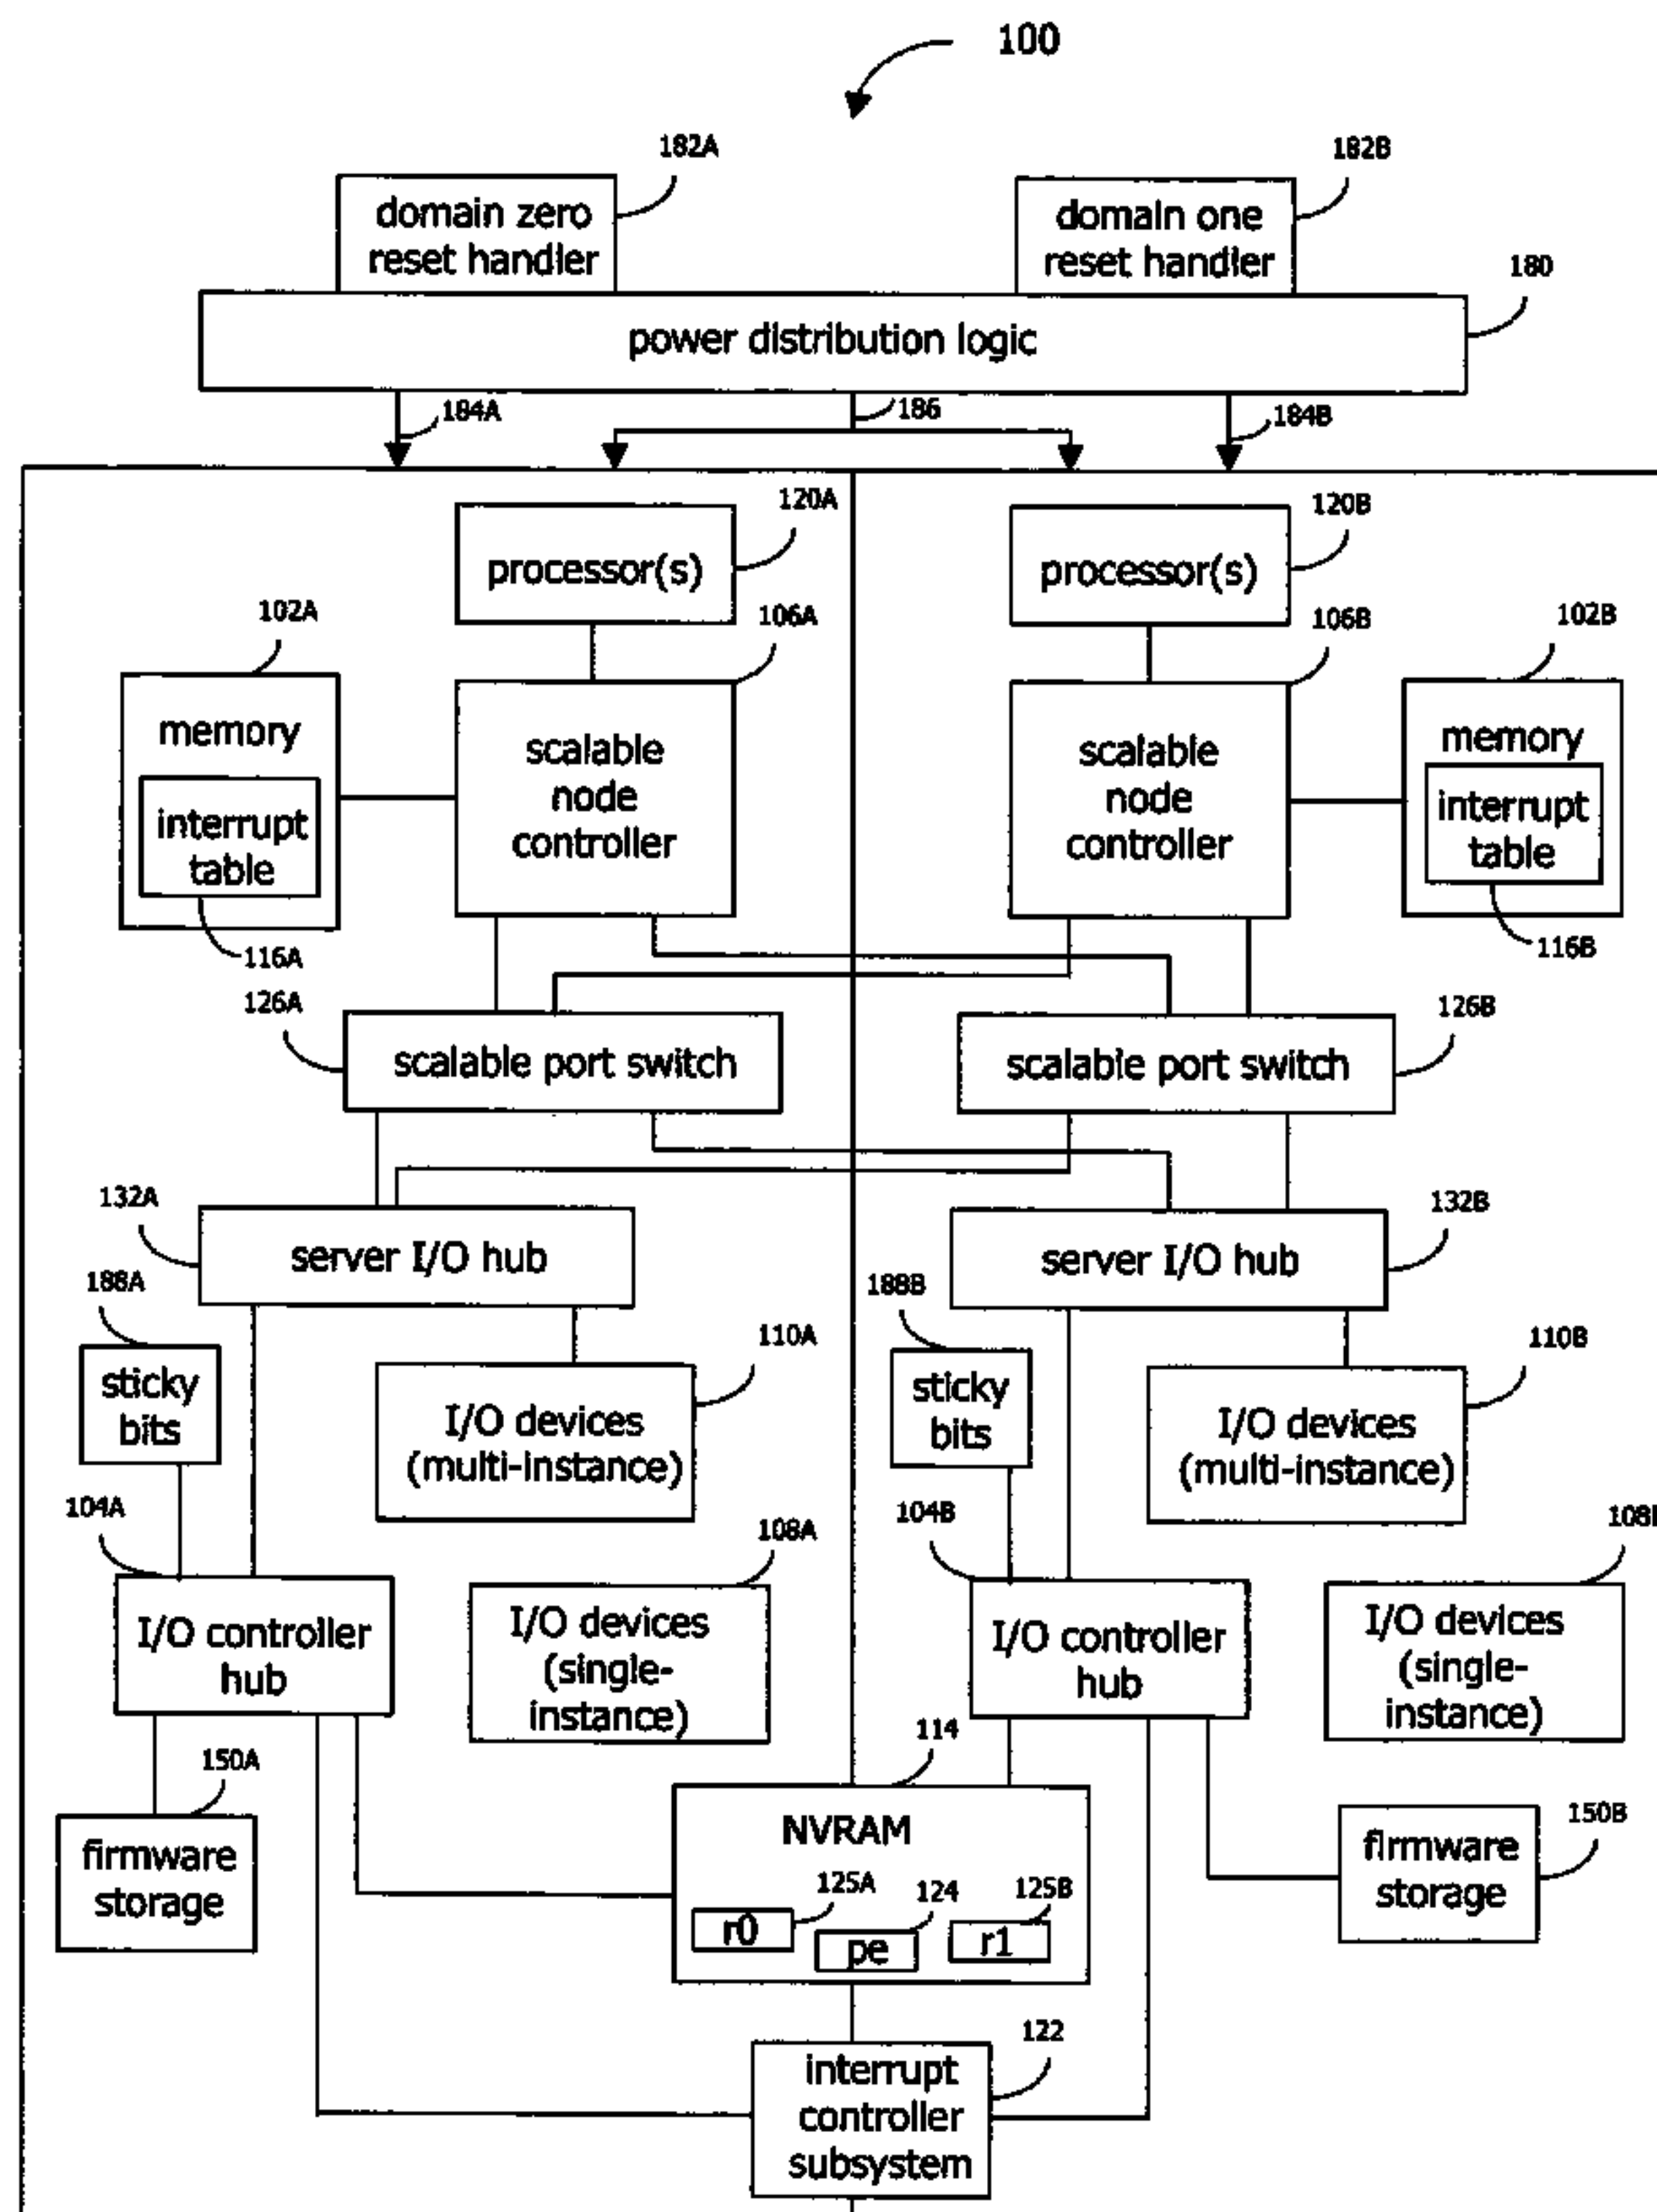 100
182A
182B
domain zero
reset handler
domain one
reset handler
180
power distribution logic
184A
186
184B
120A
120B
processor(s)
processor(s)
102A
106A
106B
102B
memory
interrupt
table
scalable
node
controller
scalable
node
controller
memory
interrupt
table
116A
116B
126A
126B
scalable port switch
scalable port switch
132A
132B
server I/O hub
server I/O hub
188A
188B
110A
110B
sticky
bits
I/O devices
(multi-instance)
sticky
bits
I/O devices
(multi-instance)
104A
108A
104B
108B
I/O controller
hub
I/O devices
(single-
instance)
I/O controller
hub
I/O devices
(single-
instance)
150A
114
150B
firmware
storage
NVRAM
125A
124
125B
r0
pe
r1
firmware
storage
122
interrupt
controller
subsystem